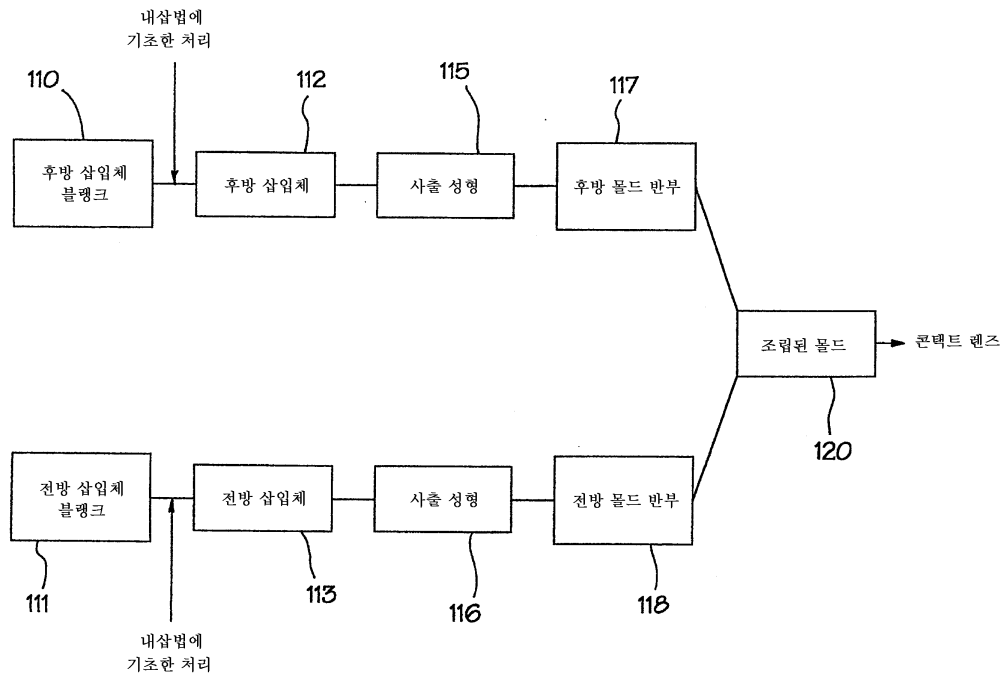 내삽법에
기초한 처리
110
112
115
117
후방 삽입체
블랭크
후방 삽입체
사출 성형
후방 몰드 반부
조립된 몰드
콘택트 렌즈
120
전방 삽입체
블랭크
전방 삽입체
사출 성형
전방 몰드 반부
111
113
116
118
내삽법에
기초한 처리